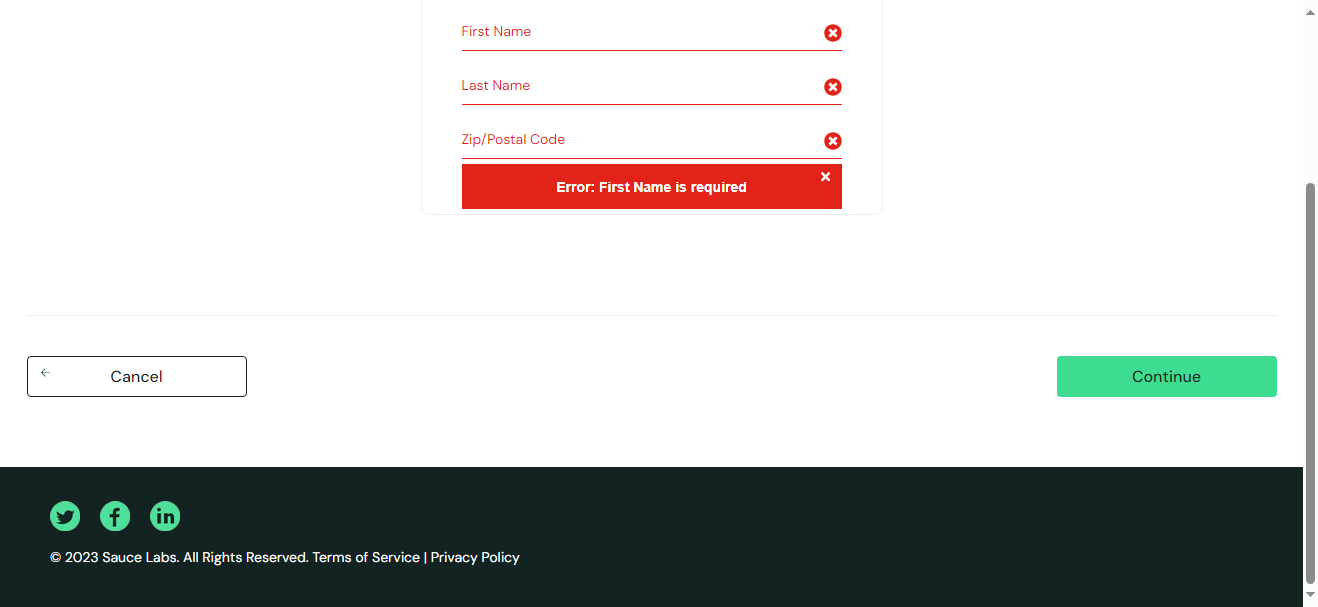 First Name
Last Name
Zip/Postal Code
Error: First Name is required
Cancel
Continue
© 2023 Sauce Labs. All Rights Reserved. Terms of Service | Privacy Policy